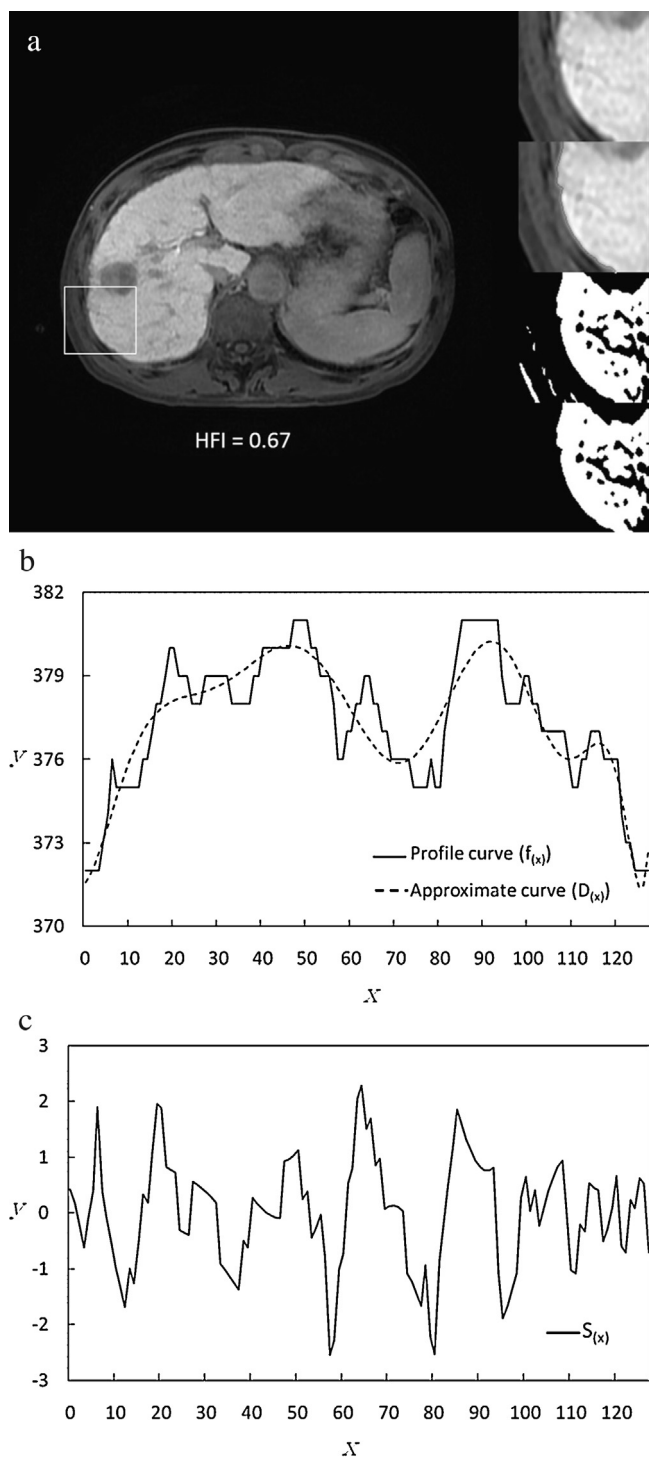 a
HFI = 0.67
b
382
379
376
373
370
y
Profile curve (f(x))
Approximate curve (D(x))
0 10 20 30 40 50 60 70 80 90 100 110 120
X
c
3
2
1
0
-1
-2
-3
y
S(x)
0 10 20 30 40 50 60 70 80 90 100 110 120
X